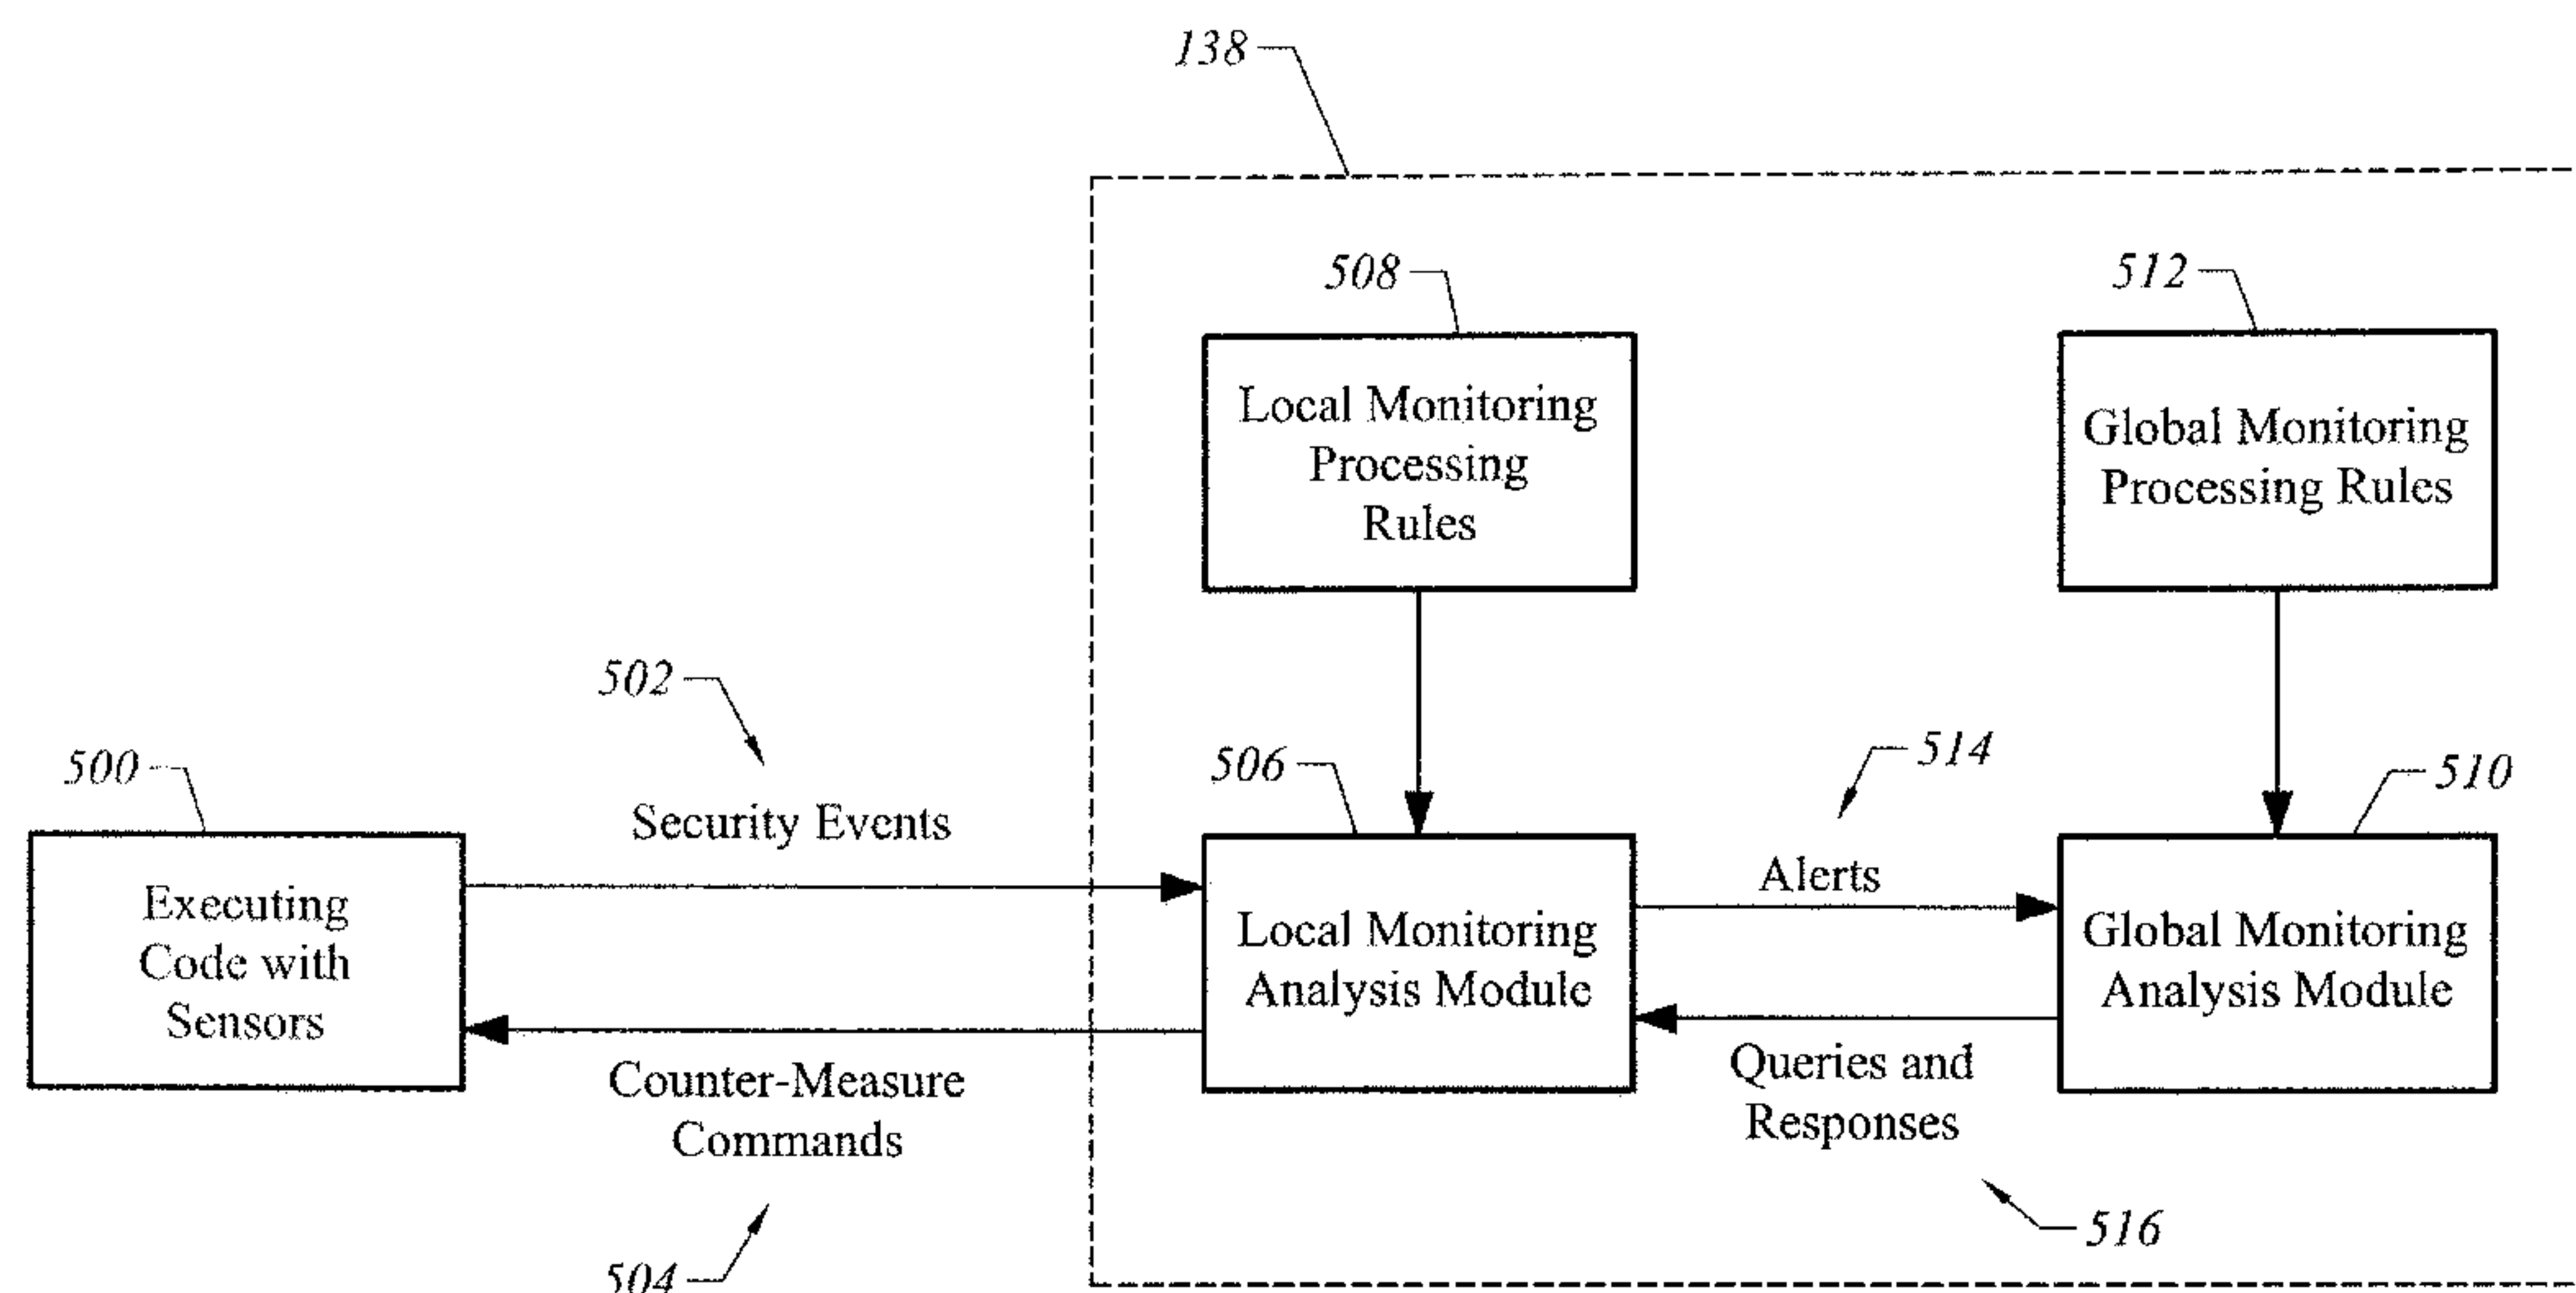 138
508
512
Local Monitoring
Processing
Rules
Global Monitoring
Processing Rules
502
500
506
514
510
Security Events
Executing
Code with
Sensors
Alerts
Local Monitoring
Analysis Module
Global Monitoring
Analysis Module
Counter-Measure
Commands
Queries and
Responses
504
516